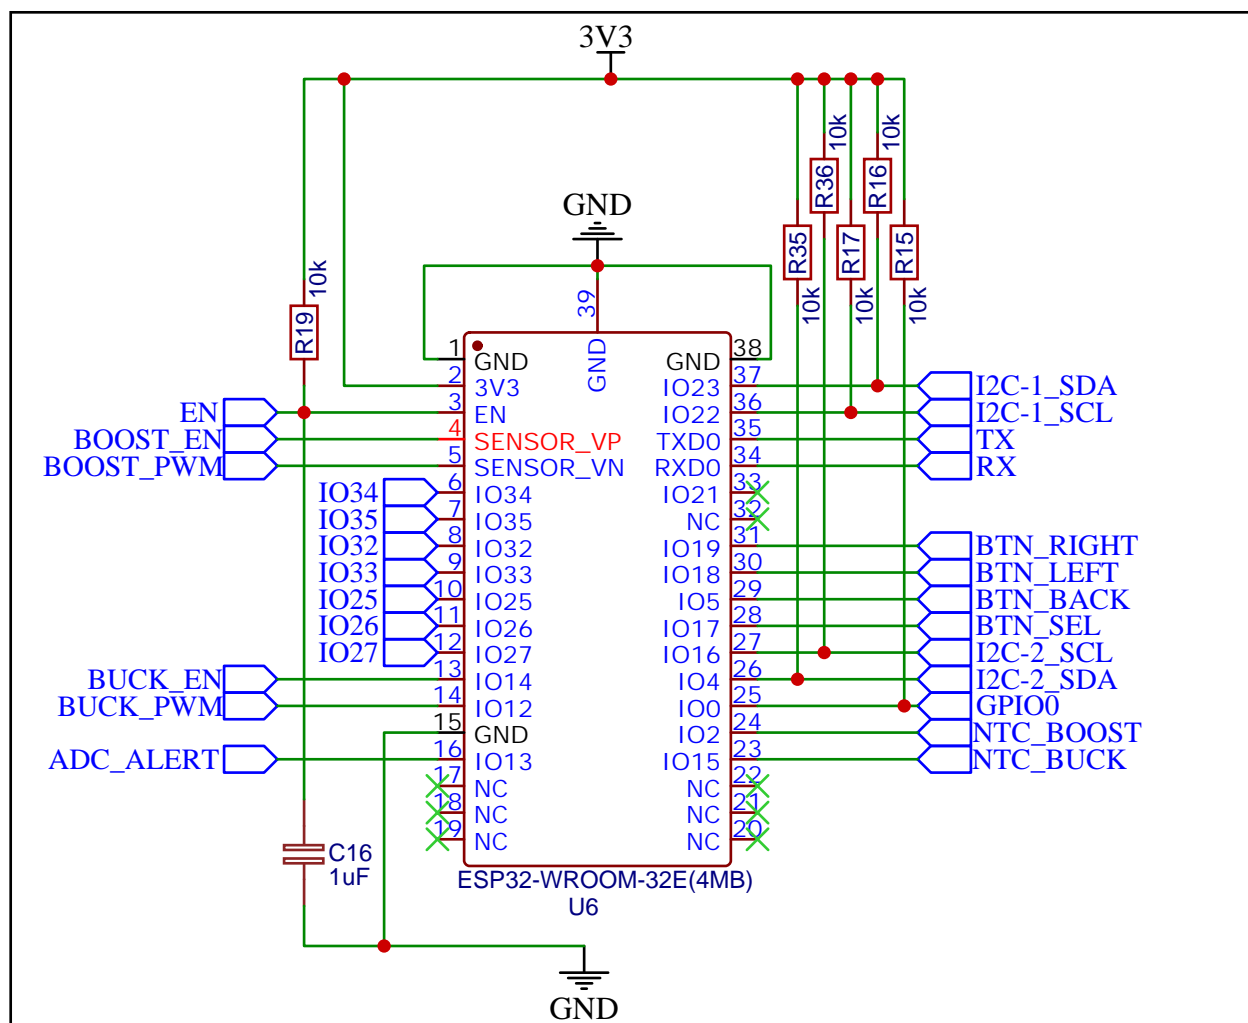 3V3
10k
R36
10k
R16
R35
10k
R17
10k
R15
10k
GND
10k
R19
39
GND
1
GND
2
3V3
EN
3
EN
BOOST_EN
4
SENSOR_VP
BOOST_PWM
5
SENSOR_VN
IO34
6
IO34
IO35
7
IO35
IO32
8
IO32
IO33
9
IO33
IO25
10
IO25
IO26
11
IO26
IO27
12
IO27
BUCK_EN
13
IO14
BUCK_PWM
14
IO12
15
GND
ADC_ALERT
16
IO13
17
NC
18
NC
19
NC
GND
38
IO23
37
I2C-1_SDA
IO22
36
I2C-1_SCL
TXD0
35
TX
RXD0
34
RX
IO21
33
NC
32
IO19
31
BTN_RIGHT
IO18
30
BTN_LEFT
IO5
29
BTN_BACK
IO17
28
BTN_SEL
IO16
27
I2C-2_SCL
IO4
26
I2C-2_SDA
IO0
25
GPIO0
IO2
24
NTC_BOOST
IO15
23
NTC_BUCK
NC
22
NC
21
NC
20
C16
1uF
ESP32-WROOM-32E(4MB)
U6
GND